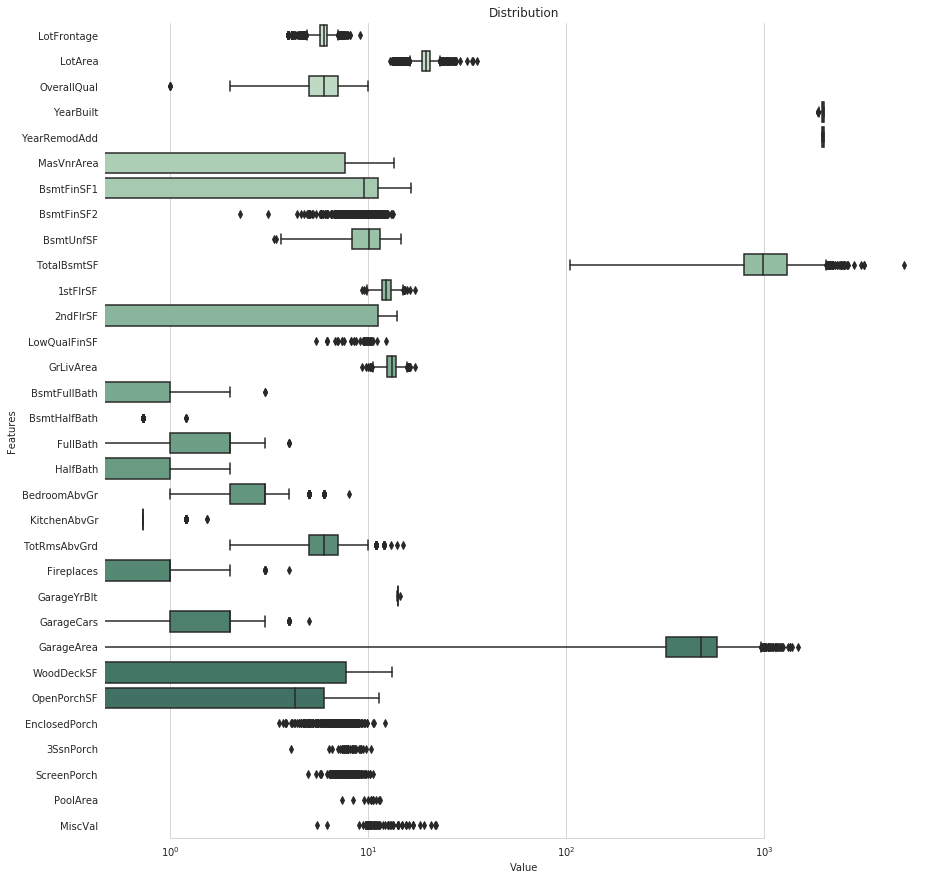 Distribution
LotFrontage
LotArea
OverallQual
YearBuilt
YearRemodAdd
MasVnrArea
BsmtFinSF1
BsmtFinSF2
BsmtUnfSF
TotalBsmtSF
1stFlrSF
2ndFlrSF
LowQualFinSF
GrLivArea
BsmtFullBath
BsmtHalfBath
FullBath
HalfBath
BedroomAbvGr
KitchenAbvGr
TotRmsAbvGrd
Fireplaces
GarageYrBlt
GarageCars
GarageArea
WoodDeckSF
OpenPorchSF
EnclosedPorch
3SsnPorch
ScreenPorch
PoolArea
MiscVal
Features
10⁰ 10¹ 10² 10³
Value